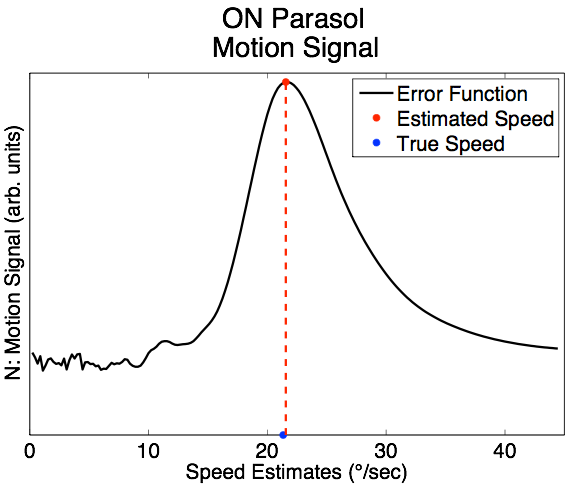 ON Parasol
Motion Signal
Error Function
Estimated Speed
True Speed
N: Motion Signal (arb. units)
0 10 20 30 40
Speed Estimates (°/sec)